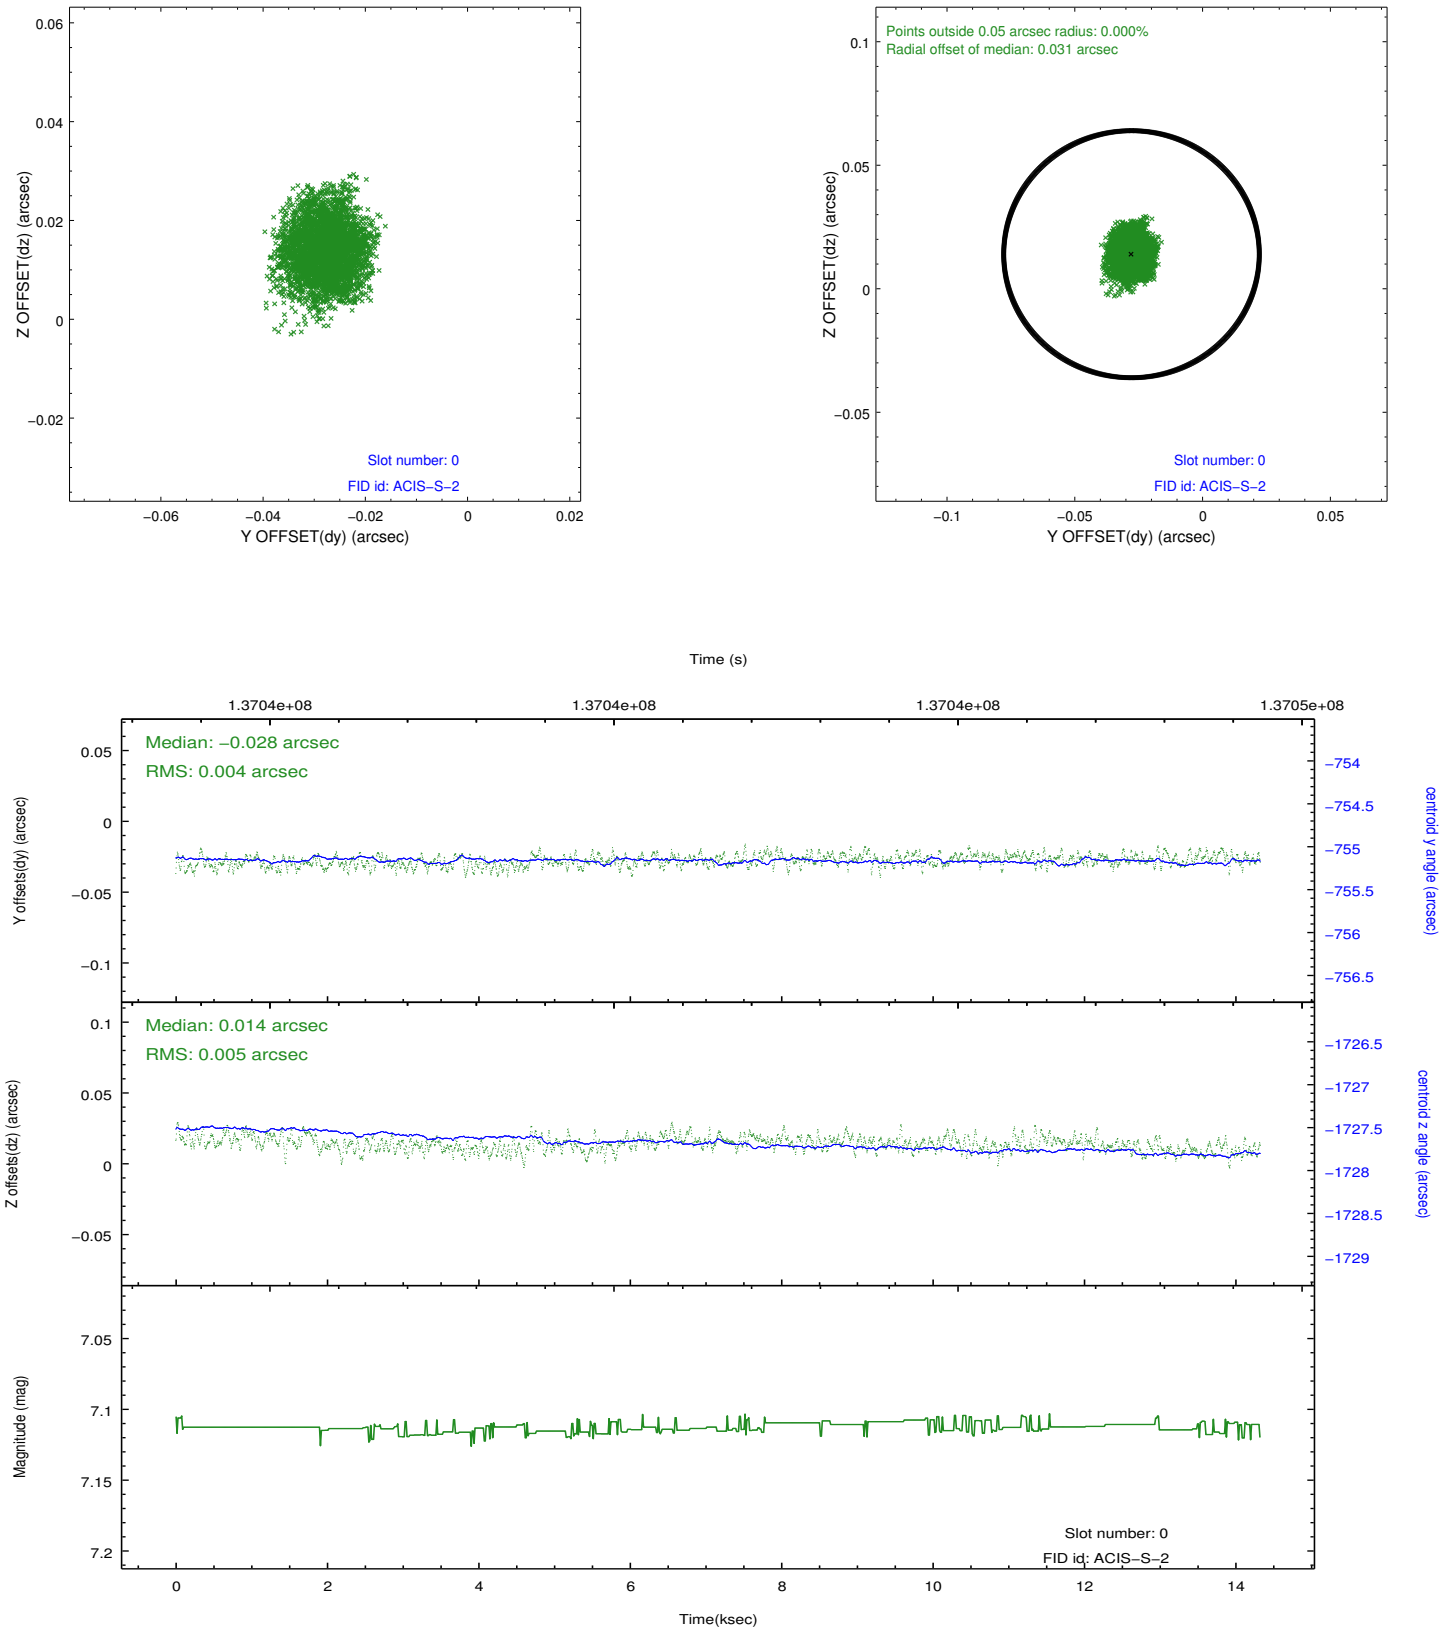 0.06
0.04
0.02
0
−0.02
Z OFFSET(dz) (arcsec)
Slot number: 0
FID id: ACIS−S−2
−0.06
−0.04
−0.02
0
0.02
Y OFFSET(dy) (arcsec)
Points outside 0.05 arcsec radius: 0.000%
Radial offset of median: 0.031 arcsec
0.1
0.05
0
−0.05
Z OFFSET(dz) (arcsec)
Slot number: 0
FID id: ACIS−S−2
−0.1
−0.05
0
0.05
Y OFFSET(dy) (arcsec)
Time (s)
1.3704e+08
1.3704e+08
1.3704e+08
1.3705e+08
Median: −0.028 arcsec
RMS: 0.004 arcsec
0.05
0
−0.05
−0.1
Y offsets(dy) (arcsec)
−754
−754.5
−755
−755.5
−756
−756.5
centroid y angle (arcsec)
Median: 0.014 arcsec
RMS: 0.005 arcsec
0.1
0.05
0
−0.05
Z offsets(dz) (arcsec)
−1726.5
−1727
−1727.5
−1728
−1728.5
−1729
centroid z angle (arcsec)
7.05
7.1
7.15
7.2
Magnitude (mag)
Slot number: 0
FID id: ACIS−S−2
0
2
4
6
8
10
12
14
Time(ksec)